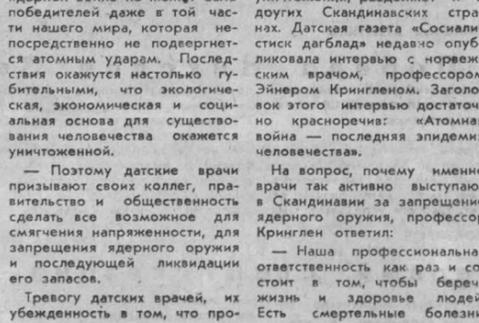 победителей даже в той час-
ти нашего мира, которая не-
посредственно не подвергнет-
ся атомным ударам. Послед-
ствия окажутся настолько гу-
бительными, что экологиче-
ская, экономическая и соци-
альная основа для существо-
вания человечества окажется
уничтоженной.
— Поэтому датские врачи
призывают своих коллег, пра-
вительство и общественность
сделать все возможное для
смягчения напряженности, для
запрещения ядерного оружия
и последующей ликвидации
его запасов.
Тревогу датских врачей, их
убежденность в том, что про-
других Скандинавских стра-
нах. Датская газета «Социали-
стиск дагблад» недавно опуб-
ликовала интервью с норвеж-
ским врачом, профессором
Эйнером Кринглeном. Заголо-
вок этого интервью достаточ-
но красноречив: «Атомна
война — последняя эпидеми
человечества».
На вопрос, почему именн
врачи так активно выступаю
в Скандинавии за запрещени
ядерного оружия, профессо
Кринглен ответил:
— Наша профессиональна
ответственность как раз и со
стоит в том, чтобы береч
жизнь и здоровье люде
Есть смертельные болезн